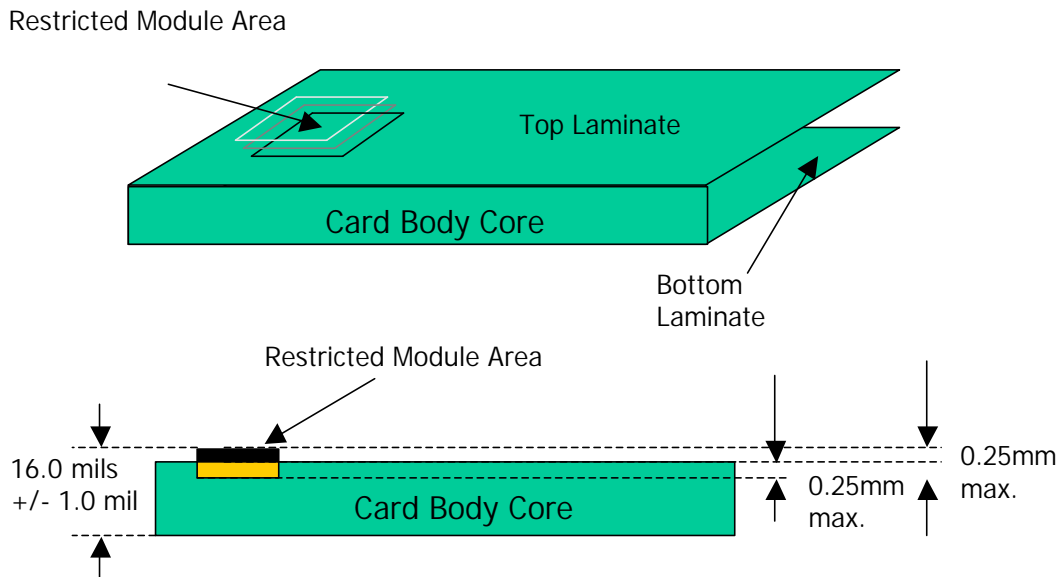 Restricted Module Area
Top Laminate
Card Body Core
Bottom
Laminate
Restricted Module Area
16.0 mils
+/- 1.0 mil
Card Body Core
0.25mm
max.
0.25mm
max.